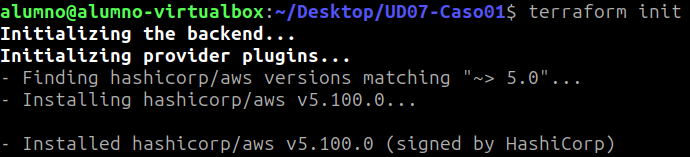 alumno@alumno-virtualbox:~/Desktop/UD07-Caso01$ terraform init
Initializing the backend...
Initializing provider plugins...
- Finding hashicorp/aws versions matching "~> 5.0"...
- Installing hashicorp/aws v5.100.0...
- Installed hashicorp/aws v5.100.0 (signed by HashiCorp)